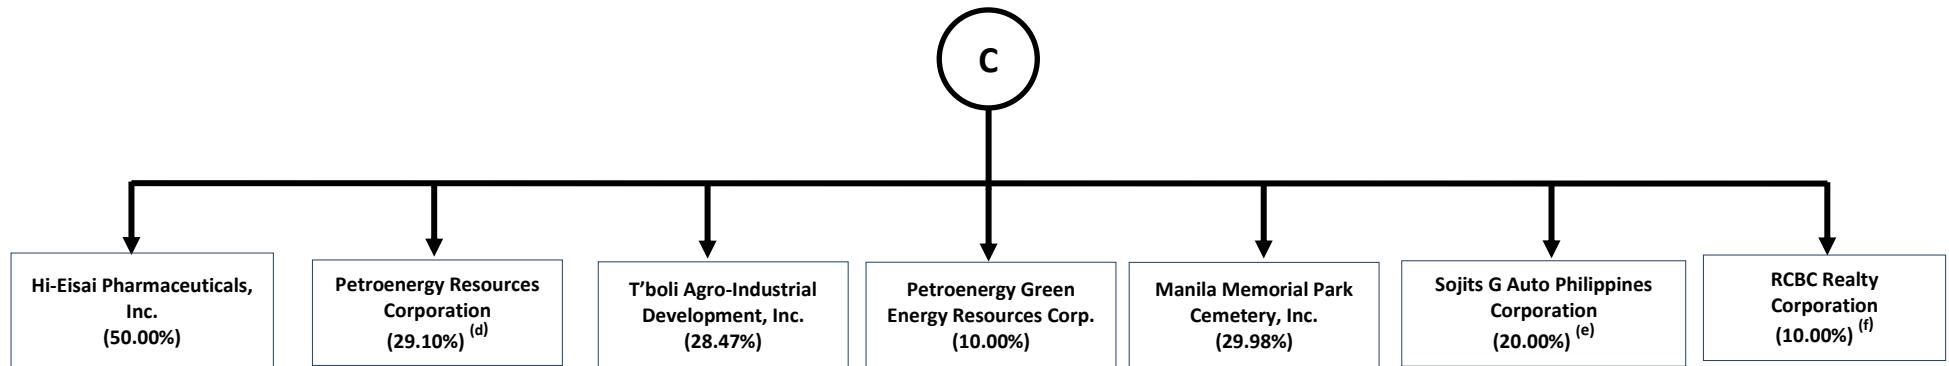 C
Hi-Eisai Pharmaceuticals,
Inc.
(50.00%)
Petroenergy Resources
Corporation
(29.10%) (d)
T’boli Agro-Industrial
Development, Inc.
(28.47%)
Petroenergy Green
Energy Resources Corp.
(10.00%)
Manila Memorial Park
Cemetery, Inc.
(29.98%)
Sojits G Auto Philippines
Corporation
(20.00%) (e)
RCBC Realty
Corporation
(10.00%) (f)